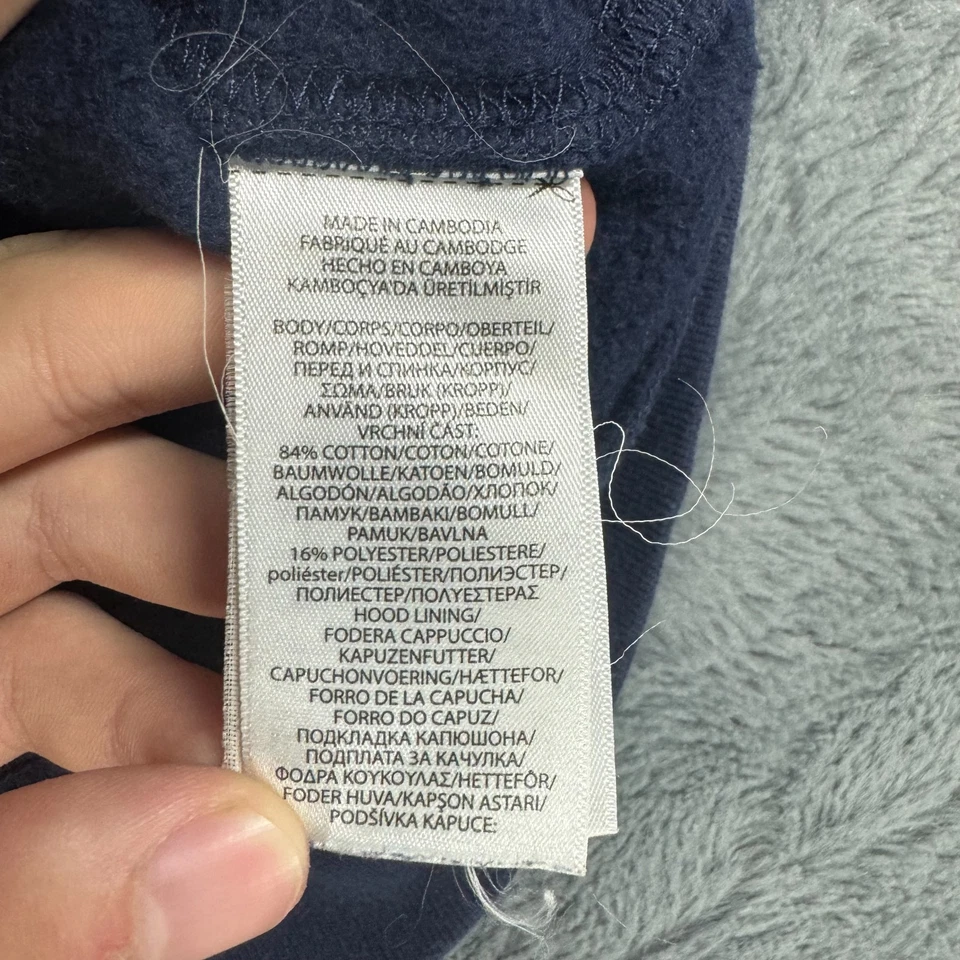 MADE IN CAMBODIA
FABRIQUÉ AU CAMBODGE
HECHO EN CAMBOYA
KAMBOÇYA'DA ÜRETİLMİŞTİR
BODY/CORPS/CORPO/OBERTEIL/
ROMP/HOVEDDEL/CUERPO/
ПЕРЕД И СПИНКА/КОРПУС/
ΣΩΜΑ/BRUK (KROPP)/
ANVÄND (KROPP)/BEDEN/
VRCHNÍ ČÁST:
84% COTTON/COTON/COTONE/
BAUMWOLLE/KATOEN/BOMULD/
ALGODÓN/ALGODÃO/ХЛОПОК/
ПАМУК/BAMBAKI/BOMULL/
PAMUK/BAVLNA
16% POLYESTER/POLIESTERE/
poliéster/POLIÉSTER/ПОЛИЭСТЕР/
ПОЛИЕСТЕР/ΠΟΛΥΕΣΤΕΡΑΣ
HOOD LINING/
FODERA CAPPUCCIO/
KAPUZENFUTTER/
CAPUCHONVOERING/HÆTTEFOR/
FORRO DE LA CAPUCHA/
FORRO DO CAPUZ/
ПОДКЛАДКА КАПЮШОНА/
ПОДПЛАТА ЗА КАЧУЛКА/
ΦΟΔΡΑ ΚΟΥΚΟΥΛΑΣ/HETTEFÔR/
FODER HUVA/KAPŞON ASTARI/
PODŠÍVKA KÁPUCE: